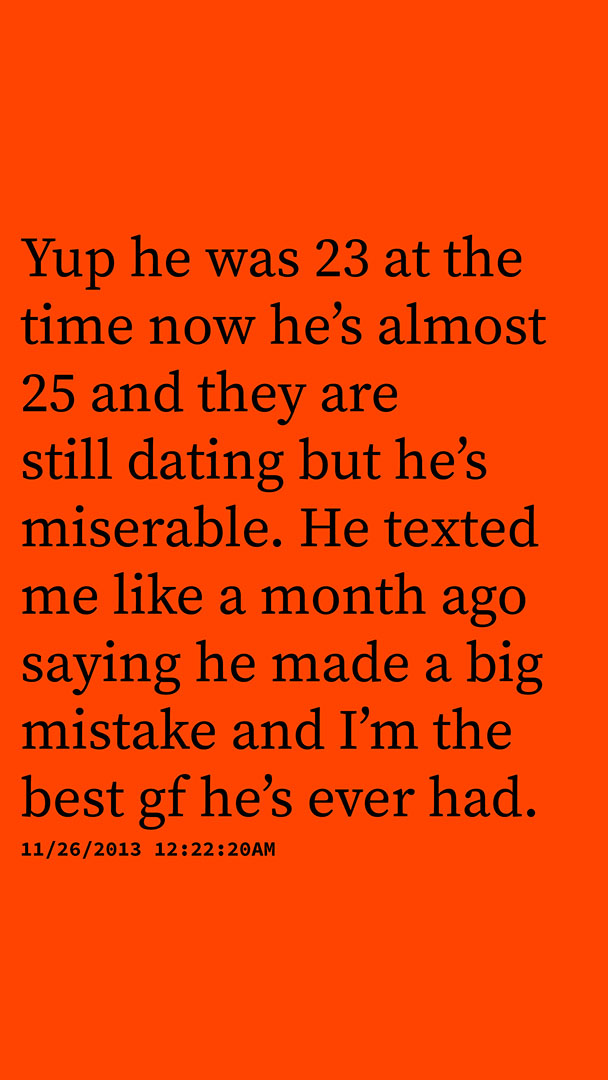 Yup he was 23 at the
time now he’s almost
25 and they are
still dating but he’s
miserable. He texted
me like a month ago
saying he made a big
mistake and I’m the
best gf he’s ever had.
11/26/2013 12:22:20AM